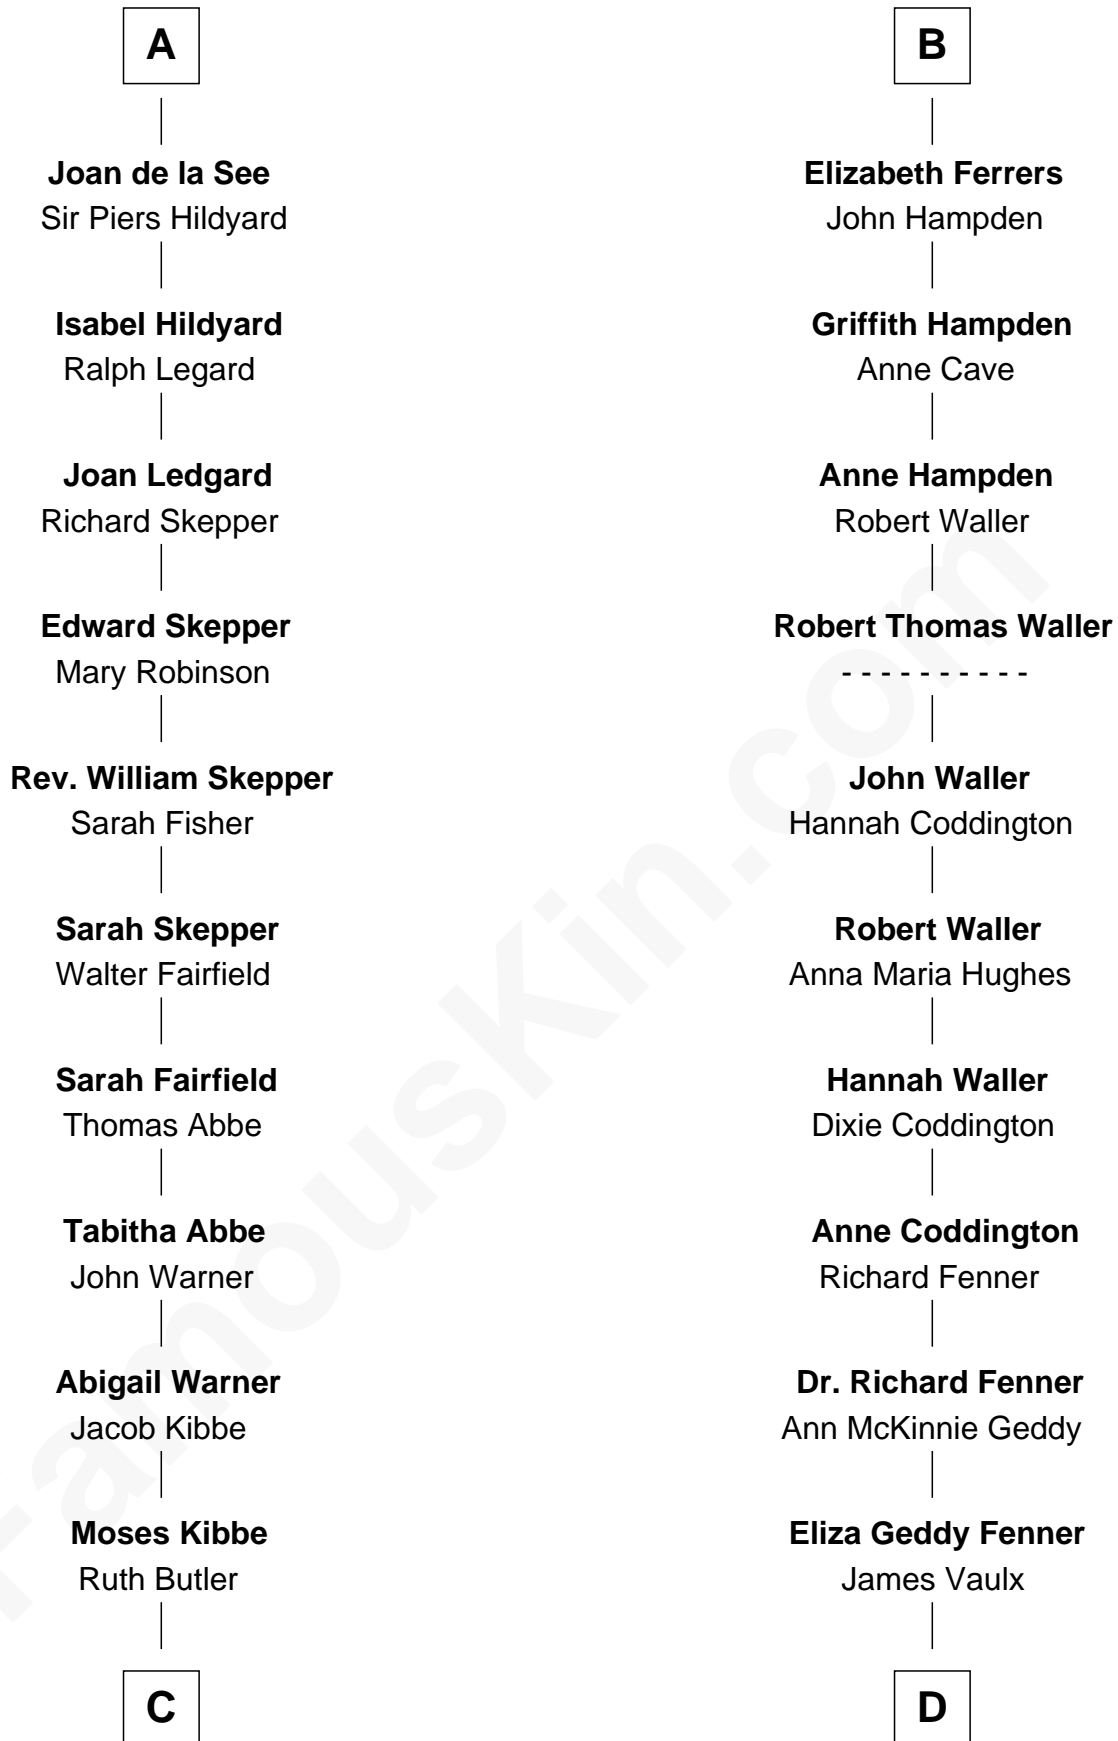 A
Joan de la See
Sir Piers Hildyard
Isabel Hildyard
Ralph Legard
Joan Ledgard
Richard Skepper
Edward Skepper
Mary Robinson
Rev. William Skepper
Sarah Fisher
Sarah Skepper
Walter Fairfield
Sarah Fairfield
Thomas Abbe
Tabitha Abbe
John Warner
Abigail Warner
Jacob Kibbe
Moses Kibbe
Ruth Butler
C
B
Elizabeth Ferrers
John Hampden
Griffith Hampden
Anne Cave
Anne Hampden
Robert Waller
Robert Thomas Waller
- - - - - - - - - -
John Waller
Hannah Coddington
Robert Waller
Anna Maria Hughes
Hannah Waller
Dixie Coddington
Anne Coddington
Richard Fenner
Dr. Richard Fenner
Ann McKinnie Geddy
Eliza Geddy Fenner
James Vaulx
D
FamousKin.com